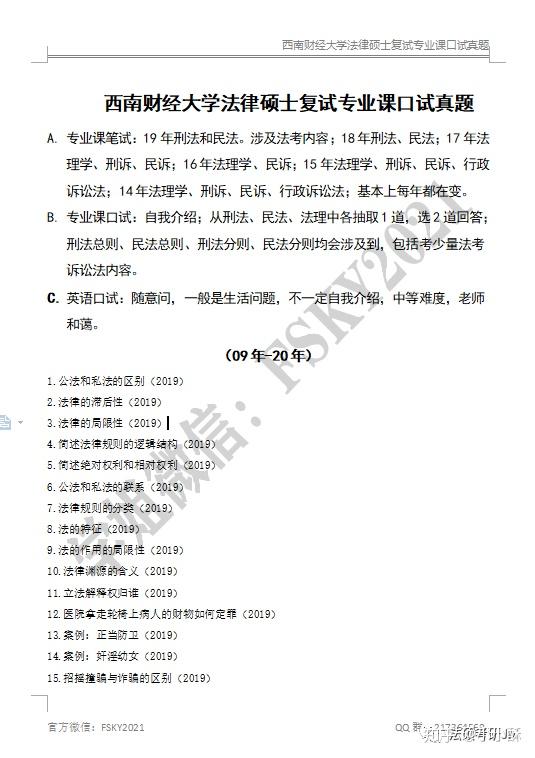 西南财经大学法律硕士复试专业课口试真题
西南财经大学法律硕士复试专业课口试真题
A. 专业课笔试：19 年刑法和民法。涉及法考内容；18 年刑法、民法；17 年法
理学、刑诉、民诉；16 年法理学、民诉；15 年法理学、刑诉、民诉、行政
诉讼法；14 年法理学、刑诉、民诉、行政诉讼法；基本上每年都在变。
B. 专业课口试：自我介绍；从刑法、民法、法理中各抽取 1 道，选 2 道回答；
刑法总则、民法总则、刑法分则、民法分则均会涉及到，包括考少量法考
诉讼法内容。
C. 英语口试：随意问，一般是生活问题，不一定自我介绍，中等难度，老师
和蔼。
（09 年-20 年）
1.公法和私法的区别（2019）
2.法律的滞后性（2019）
3.法律的局限性（2019）
4.简述法律规则的逻辑结构（2019）
5.简述绝对权利和相对权利（2019）
6.公法和私法的联系（2019）
7.法律规则的分类（2019）
8.法的特征（2019）
9.法的作用的局限性（2019）
10.法律渊源的含义（2019）
11.立法解释权归谁（2019）
12.医院拿走轮椅上病人的财物如何定罪（2019）
13.案例：正当防卫（2019）
14.案例：奸淫幼女（2019）
15.招摇撞骗与诈骗的区别（2019）
学姐微信：FSKY2021
官方微信：FSKY2021
QQ 群：
法硕考研